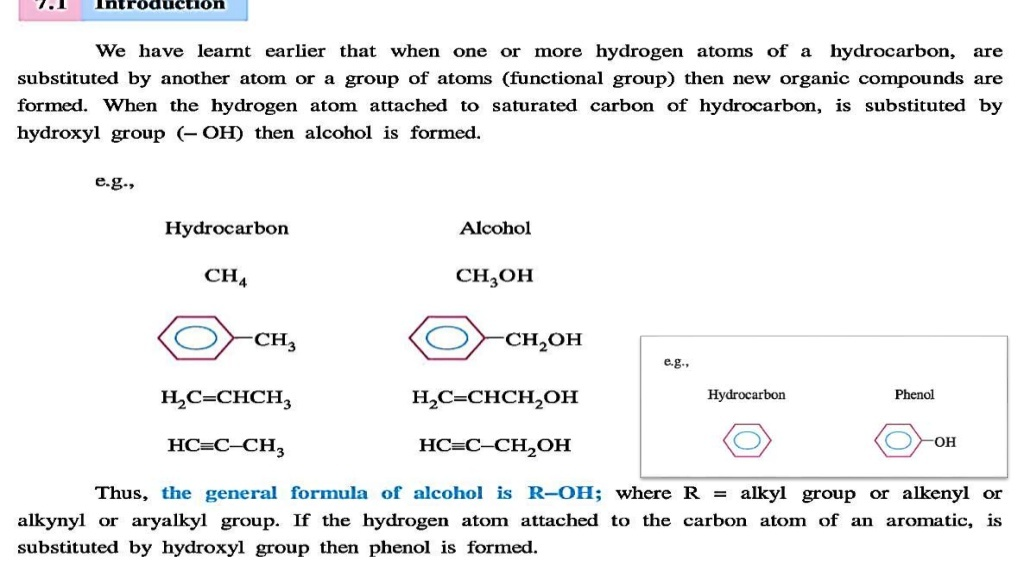 7.1 Introduction
We have learnt earlier that when one or more hydrogen atoms of a hydrocarbon, are
substituted by another atom or a group of atoms (functional group) then new organic compounds are
formed. When the hydrogen atom attached to saturated carbon of hydrocarbon, is substituted by
hydroxyl group (– OH) then alcohol is formed.
e.g.,
Hydrocarbon Alcohol
CH₄ CH₃OH
CH₃ CH₂OH
H₂C=CHCH₃ H₂C=CHCH₂OH
HC≡C–CH₃ HC≡C–CH₂OH
e.g.,
Hydrocarbon Phenol
OH
Thus, the general formula of alcohol is R–OH; where R = alkyl group or alkenyl or
alkynyl or aryalkyl group. If the hydrogen atom attached to the carbon atom of an aromatic, is
substituted by hydroxyl group then phenol is formed.